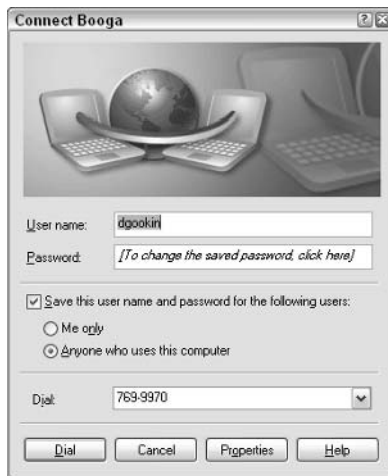 Connect Booga
User name: dgookin
Password: [To change the saved password, click here]
Save this user name and password for the following users:
Me only
Anyone who uses this computer
Dial: 769-9970
Dial Cancel Properties Help